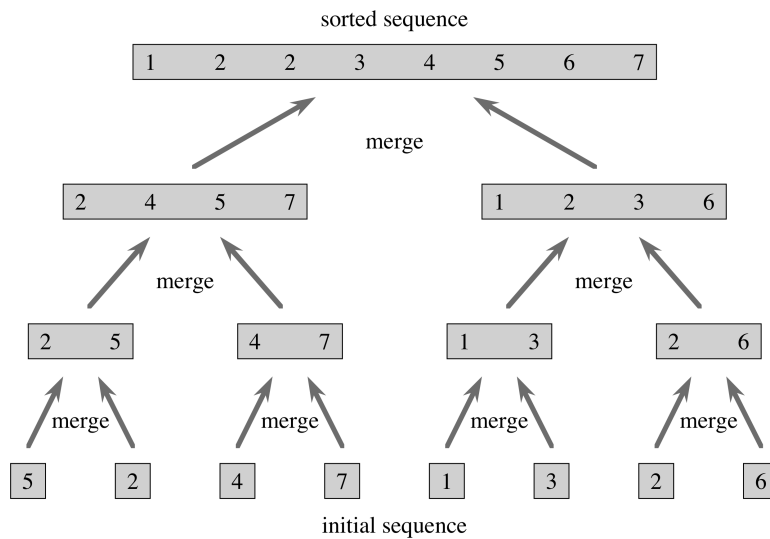 sorted sequence
1 2 2 3 4 5 6 7
merge
2 4 5 7 1 2 3 6
merge merge
2 5 4 7 1 3 2 6
merge merge merge merge
5 2 4 7 1 3 2 6
initial sequence